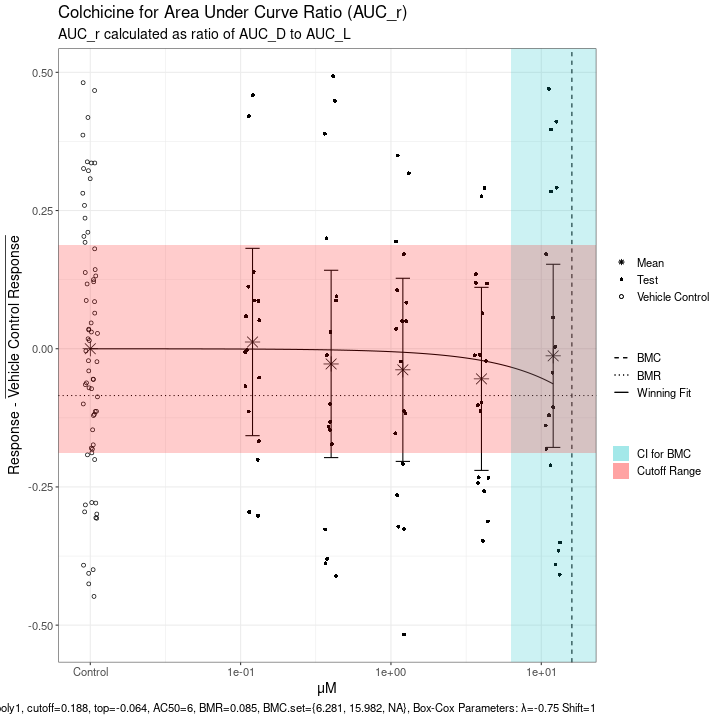 Colchicine for Area Under Curve Ratio (AUC_r)
AUC_r calculated as ratio of AUC_D to AUC_L
Response - Vehicle Control Response
0.50
0.25
0.00
-0.25
-0.50
Control
1e-01
1e+00
1e+01
μM
Mean
Test
Vehicle Control
BMC
BMR
Winning Fit
CI for BMC
Cutoff Range
cutoff=0.188, top=-0.064, AC50=6, BMR=0.085, BMC.set={6.281, 15.982, NA}, Box-Cox Parameters: λ=-0.75 Shift=1